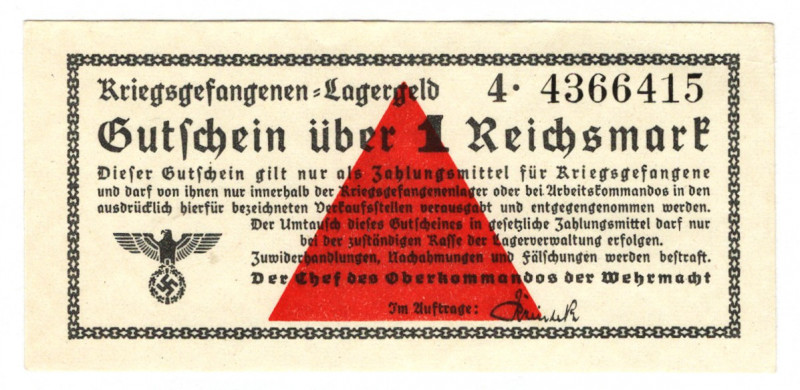 Kriegsgefangenen-Lagergeld 4· 4366415
Gutschein über 1 Reichsmark
Dieser Gutschein gilt nur als Zahlungsmittel für Kriegsgefangene
und darf von ihnen nur innerhalb der Kriegsgefangenenlager oder bei Arbeitskommandos in den
ausdrücklich hierfür bezeichneten Verkaufsstellen verausgabt und entgegengenommen werden.
Der Umtausch dieses Gutscheines in gesetzliche Zahlungsmittel darf nur
bei der zuständigen Kasse der Lagerverwaltung erfolgen.
Zuwiderhandlungen, Nachahmungen und Fälschungen werden bestraft.
Der Chef des Oberkommandos der Wehrmacht
Im Auftrage: